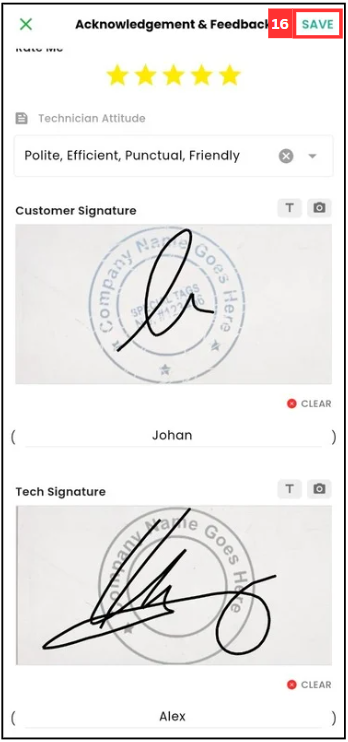 Acknowledgement & Feedback
16 SAVE
Rate Me
Technician Attitude
Polite, Efficient, Punctual, Friendly
Customer Signature
T
Company Name Goes Here
SPECIAL TAGS
CLEAR
( Johan )
Tech Signature
T
Company Name Goes Here
CLEAR
( Alex )